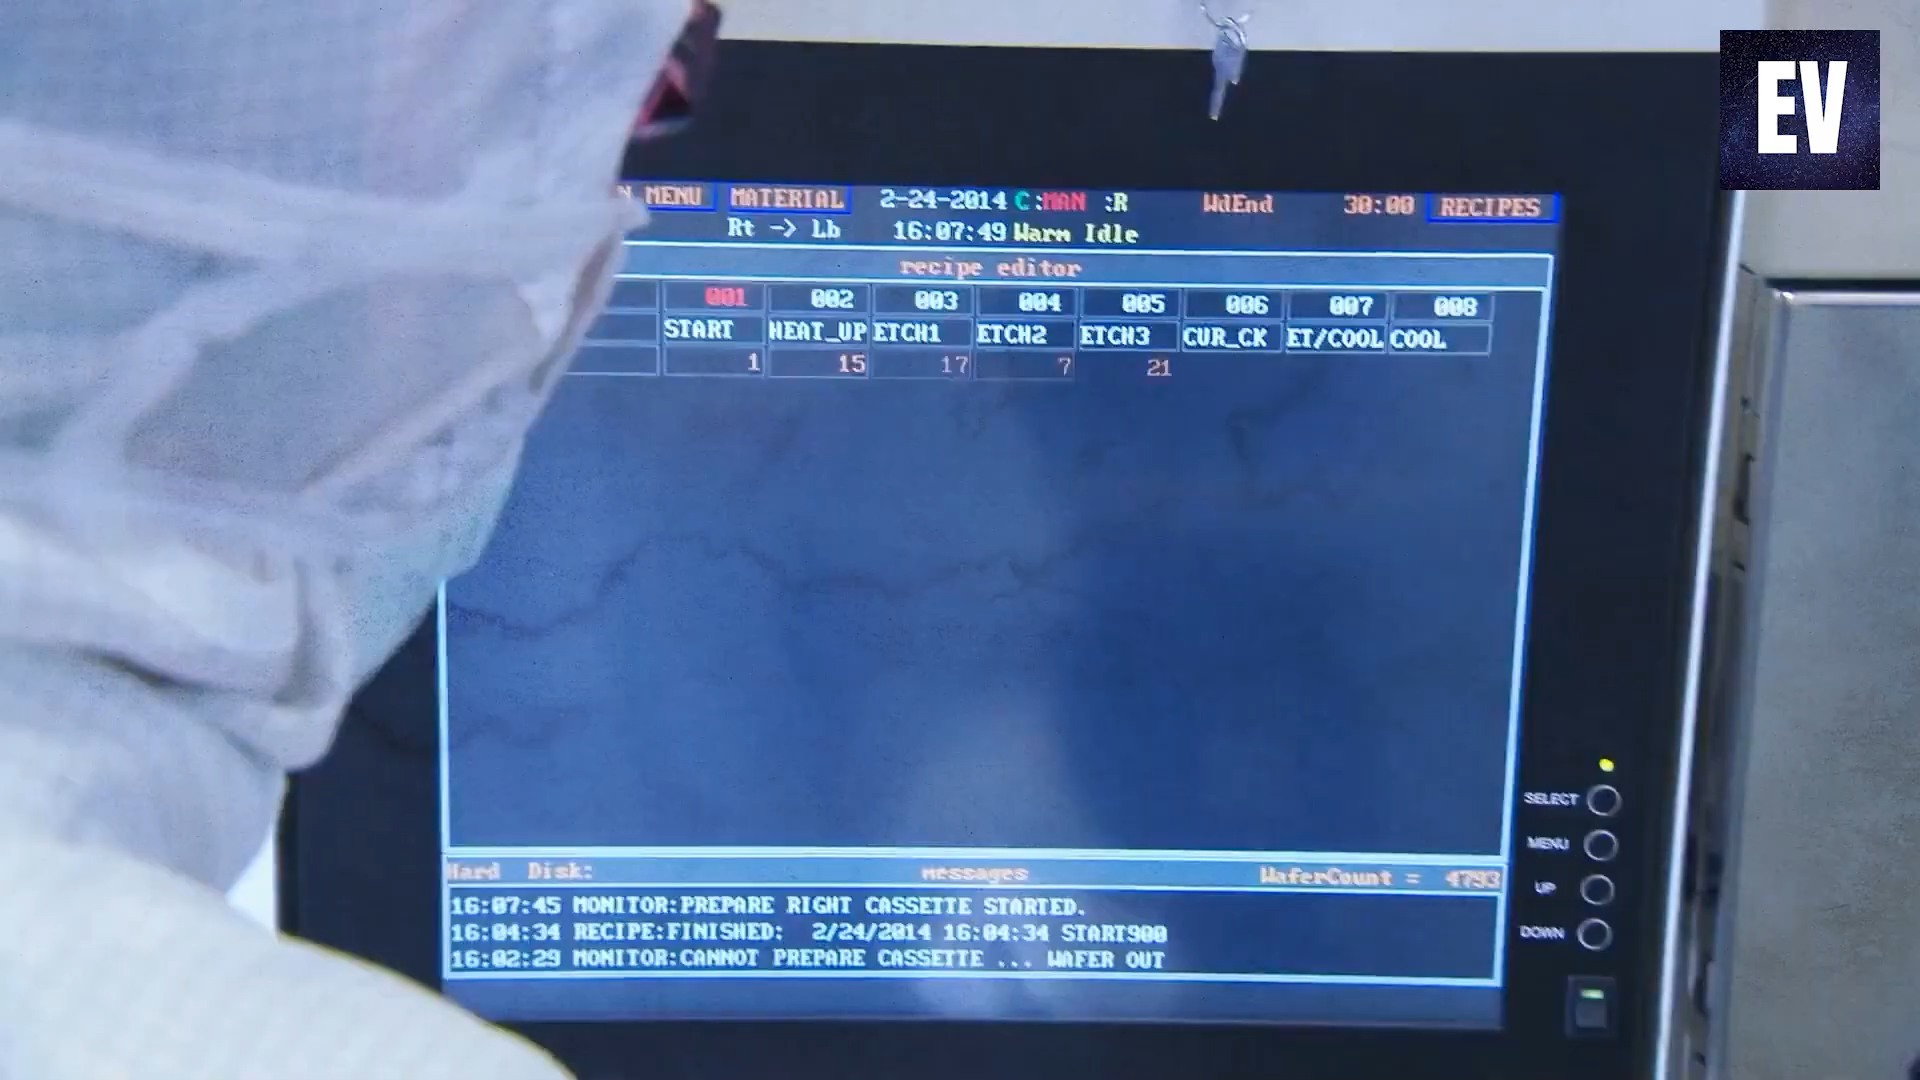 EV
N MENU MATERIAL 2-24-2014 C:MAN :R WdEnd 30:00 RECIPES
Rt -> Lb 16:07:49 Warm Idle
recipe editor
001 002 003 004 005 006 007 008
START HEAT_UP ETCH1 ETCH2 ETCH3 CUR_CK ET/COOL COOL
1 15 17 7 21
Hard Disk: messages WaferCount = 4793
16:07:45 MONITOR:PREPARE RIGHT CASSETTE STARTED.
16:04:34 RECIPE:FINISHED: 2/24/2014 16:04:34 START900
16:02:29 MONITOR:CANNOT PREPARE CASSETTE ... WAFER OUT
SELECT
MENU
UP
DOWN